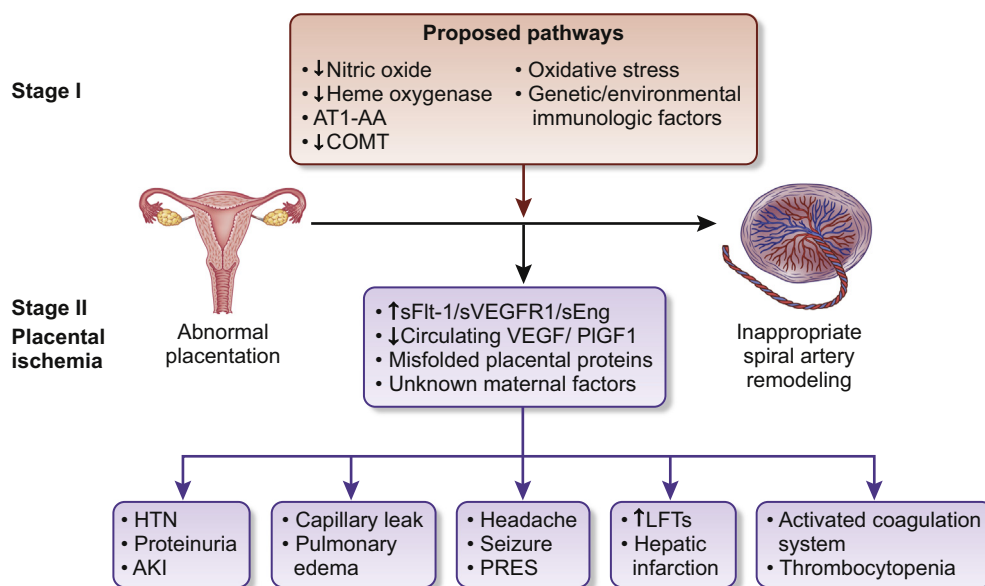 Proposed pathways
• ↓Nitric oxide
• ↓Heme oxygenase
• AT1-AA
• ↓COMT
• Oxidative stress
• Genetic/environmental
immunologic factors
Stage I
Stage II
Placental
ischemia
Abnormal
placentation
• ↑sFlt-1/sVEGFR1/sEng
• ↓Circulating VEGF/ PlGF1
• Misfolded placental proteins
• Unknown maternal factors
Inappropriate
spiral artery
remodeling
• HTN
• Proteinuria
• AKI
• Capillary leak
• Pulmonary
edema
• Headache
• Seizure
• PRES
• ↑LFTs
• Hepatic
infarction
• Activated coagulation
system
• Thrombocytopenia